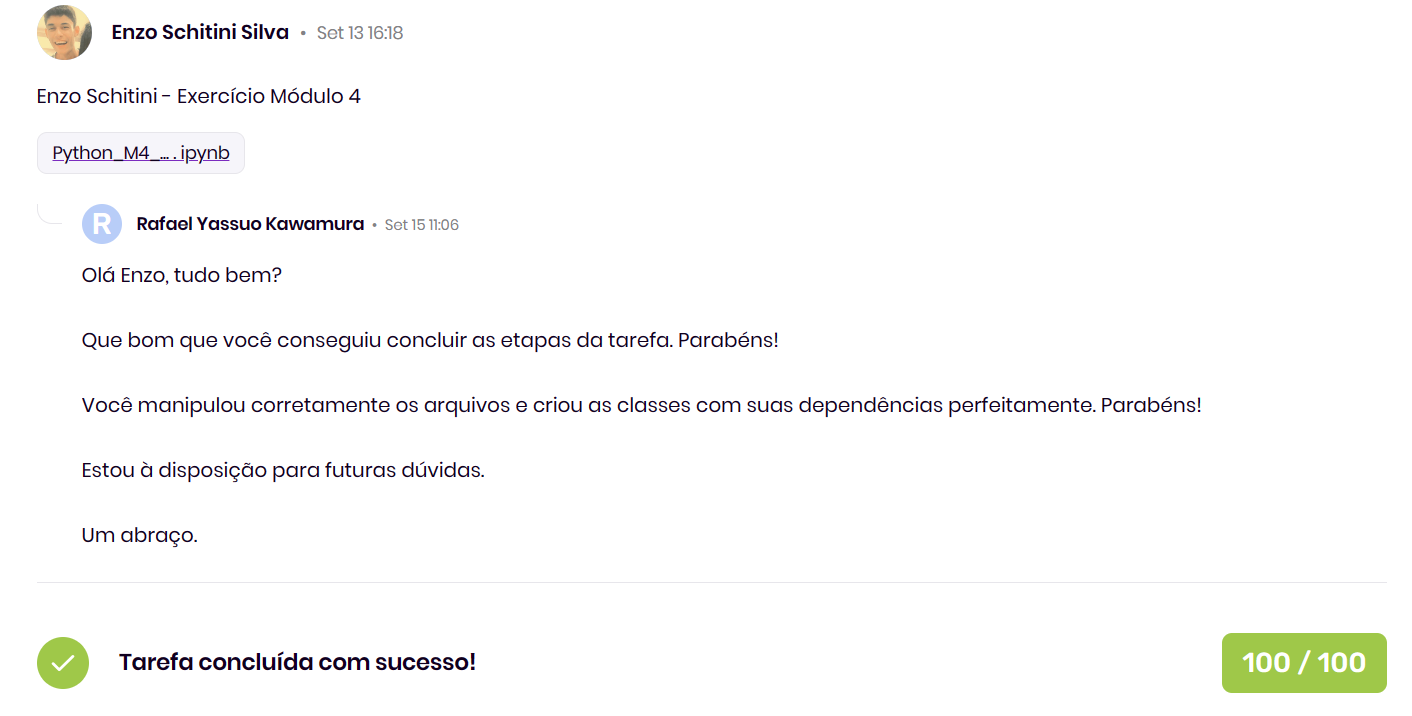 Enzo Schitini Silva • Set 13 16:18
Enzo Schitini - Exercício Módulo 4
Python_M4_... . ipynb
R
Rafael Yassuo Kawamura • Set 15 11:06
Olá Enzo, tudo bem?
Que bom que você conseguiu concluir as etapas da tarefa. Parabéns!
Você manipulou corretamente os arquivos e criou as classes com suas dependências perfeitamente. Parabéns!
Estou à disposição para futuras dúvidas.
Um abraço.
Tarefa concluída com sucesso!
100 / 100